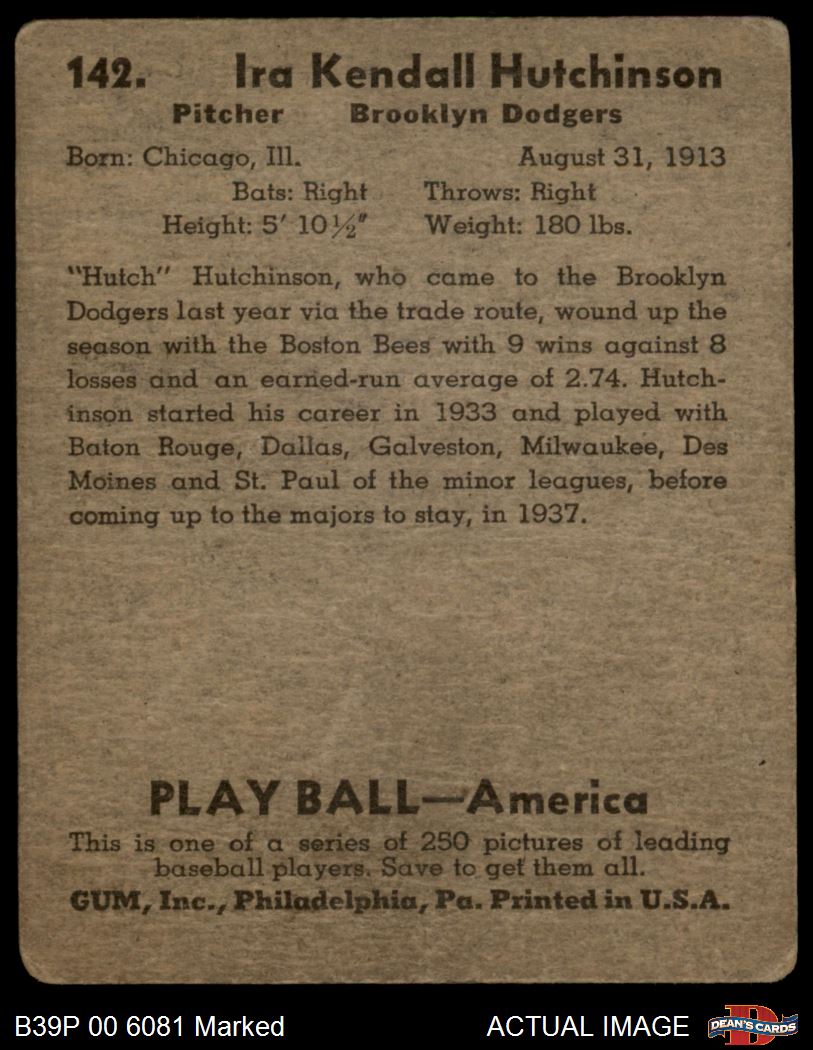 142. Ira Kendall Hutchinson
Pitcher Brooklyn Dodgers
Born: Chicago, Ill. August 31, 1913
Bats: Right Throws: Right
Height: 5' 10½" Weight: 180 lbs.
"Hutch" Hutchinson, who came to the Brooklyn
Dodgers last year via the trade route, wound up the
season with the Boston Bees with 9 wins against 8
losses and an earned-run average of 2.74. Hutch-
inson started his career in 1933 and played with
Baton Rouge, Dallas, Galveston, Milwaukee, Des
Moines and St. Paul of the minor leagues, before
coming up to the majors to stay, in 1937.
PLAY BALL—America
This is one of a series of 250 pictures of leading
baseball players. Save to get them all.
GUM, Inc., Philadelphia, Pa. Printed in U.S.A.
B39P 00 6081 Marked ACTUAL IMAGE
D
DEAN'S CARDS